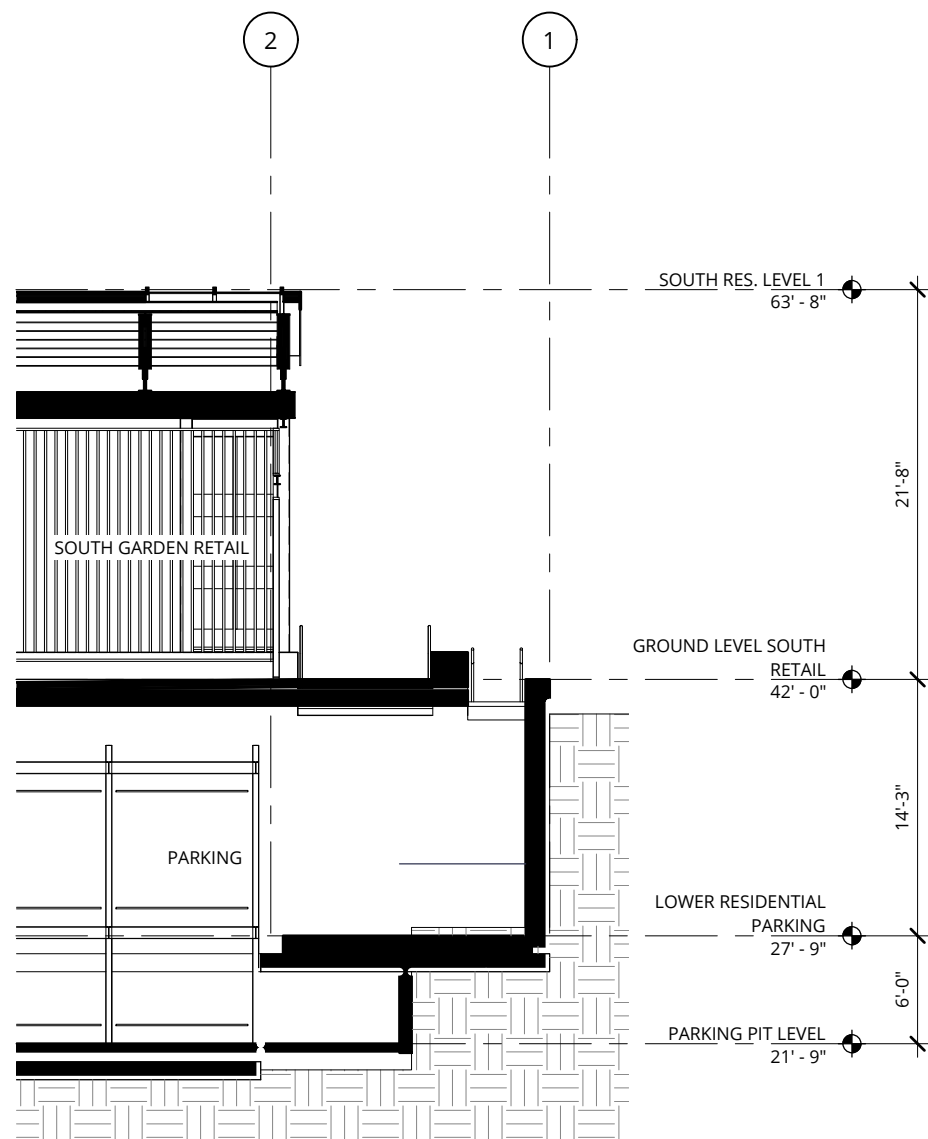 2
1
SOUTH RES. LEVEL 1
63' - 8"
21'-8"
SOUTH GARDEN RETAIL
GROUND LEVEL SOUTH
RETAIL
42' - 0"
14'-3"
PARKING
LOWER RESIDENTIAL
PARKING
27' - 9"
6'-0"
PARKING PIT LEVEL
21' - 9"